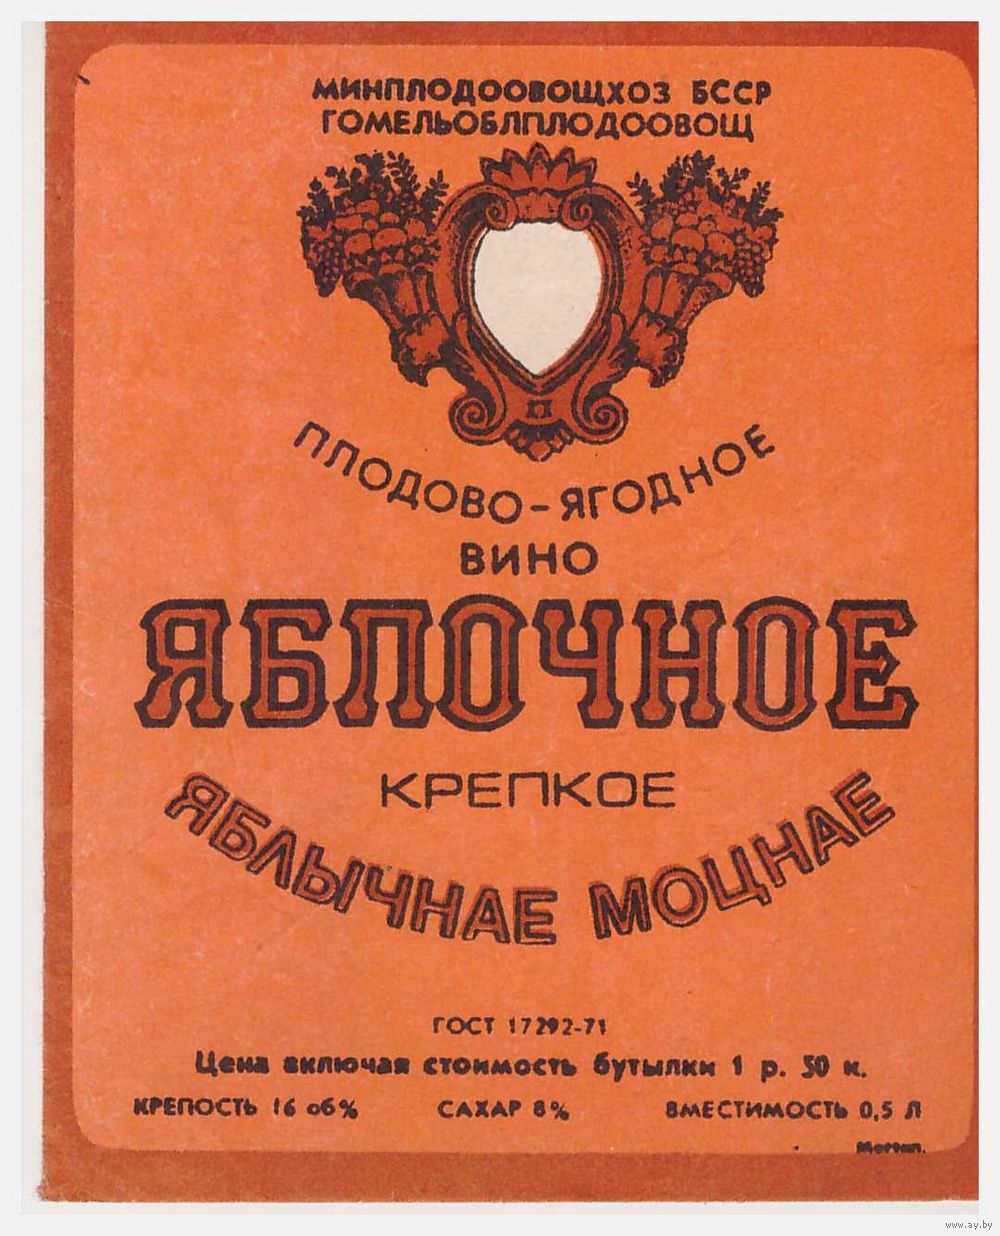 МИНПЛОДООВОЩХОЗ БССР
ГОМЕЛЬОБЛПЛОДООВОЩ
ПЛОДОВО-ЯГОДНОЕ
ВИНО
ЯБЛОЧНОЕ
КРЕПКОЕ
ЯБЛЫЧНАЕ МОЦНАЕ
ГОСТ 17292-71
Цена включая стоимость бутылки 1 р. 50 к.
КРЕПОСТЬ 16 об% САХАР 8% ВМЕСТИМОСТЬ 0,5 Л
www.ay.by